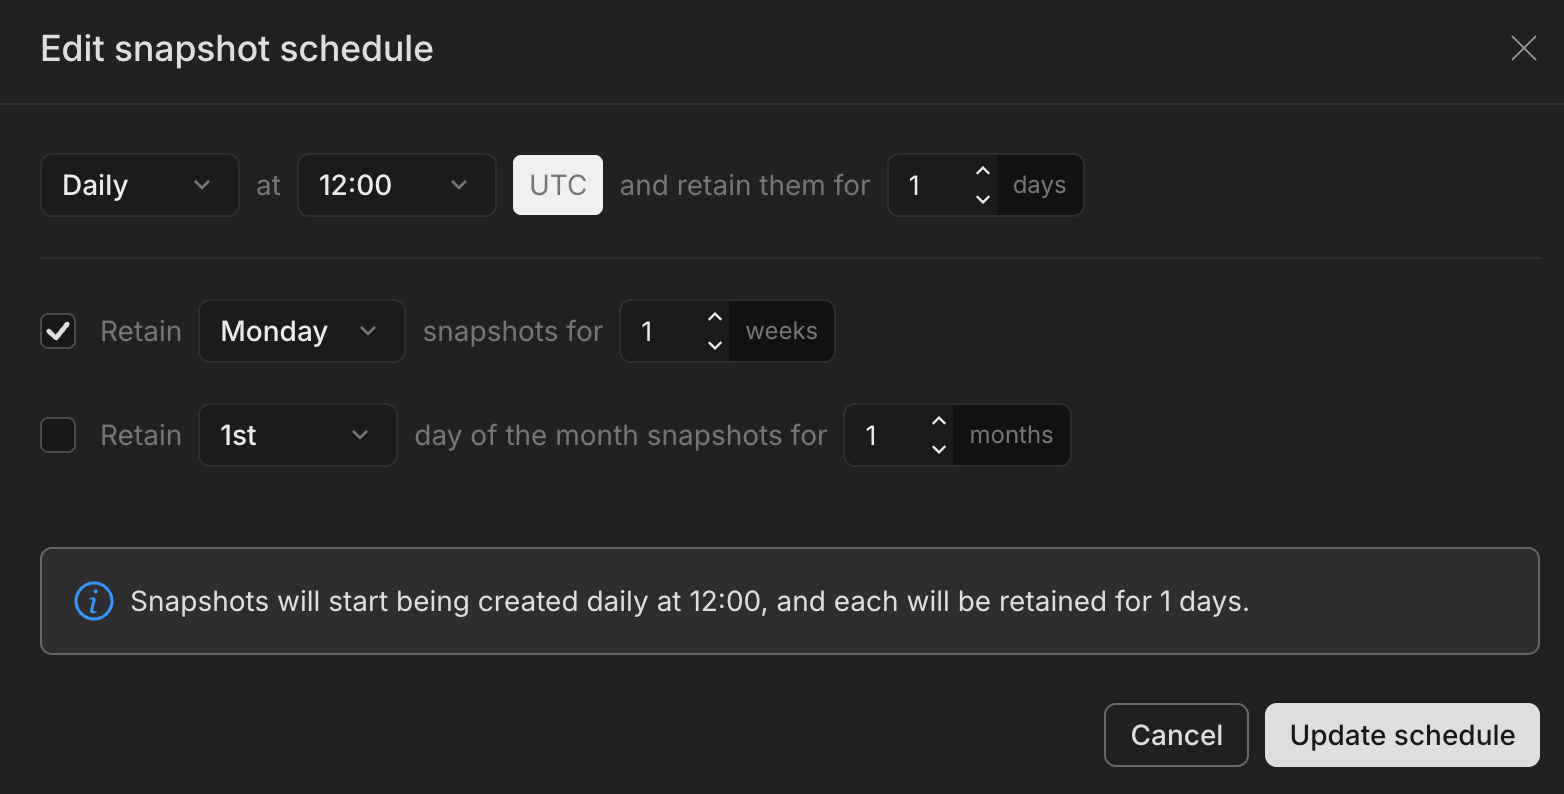 Edit snapshot schedule
Daily at 12:00 UTC and retain them for 1 days
Retain Monday snapshots for 1 weeks
Retain 1st day of the month snapshots for 1 months
Snapshots will start being created daily at 12:00, and each will be retained for 1 days.
Cancel Update schedule